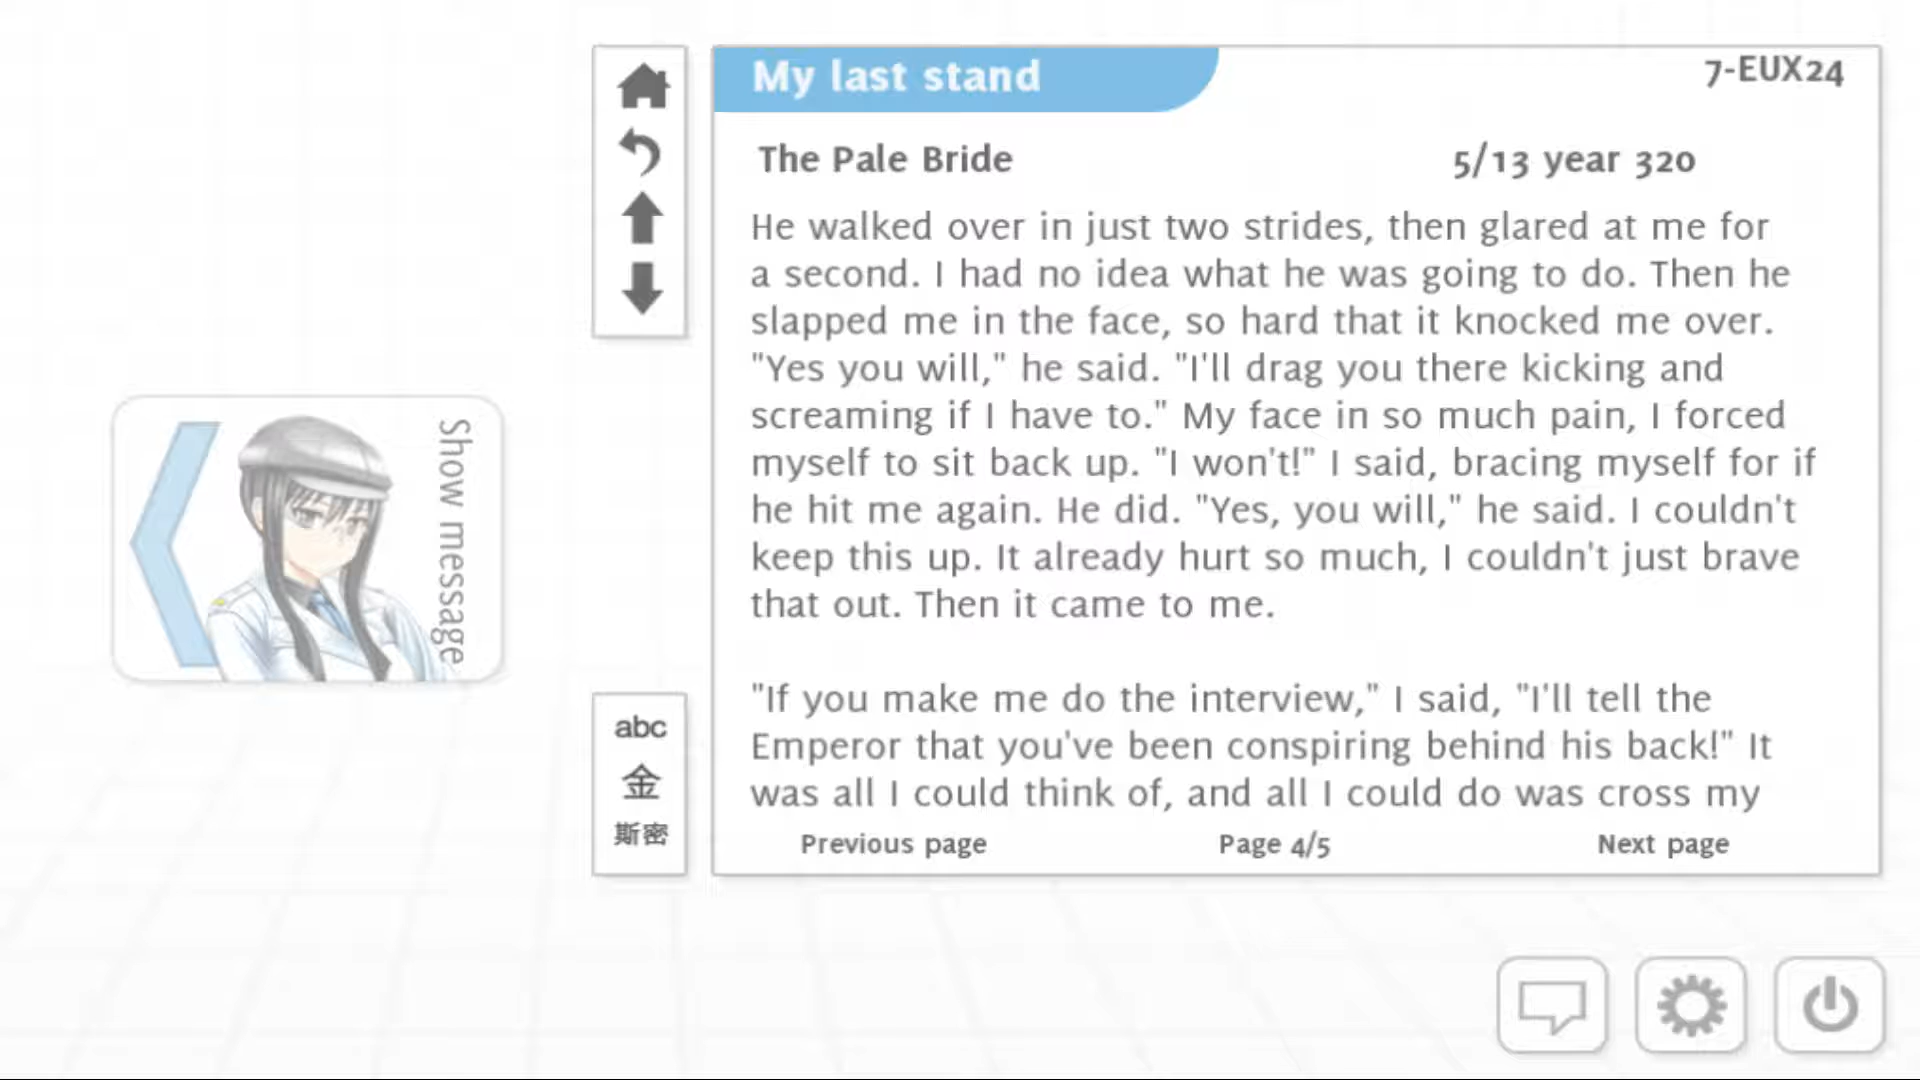 My last stand
7-EUX24
The Pale Bride
5/13 year 320
He walked over in just two strides, then glared at me for
a second. I had no idea what he was going to do. Then he
slapped me in the face, so hard that it knocked me over.
"Yes you will," he said. "I'll drag you there kicking and
screaming if I have to." My face in so much pain, I forced
myself to sit back up. "I won't!" I said, bracing myself for if
he hit me again. He did. "Yes, you will," he said. I couldn't
keep this up. It already hurt so much, I couldn't just brave
that out. Then it came to me.
"If you make me do the interview," I said, "I'll tell the
Emperor that you've been conspiring behind his back!" It
was all I could think of, and all I could do was cross my
Previous page
Page 4/5
Next page
Show message
abc
金
斯密